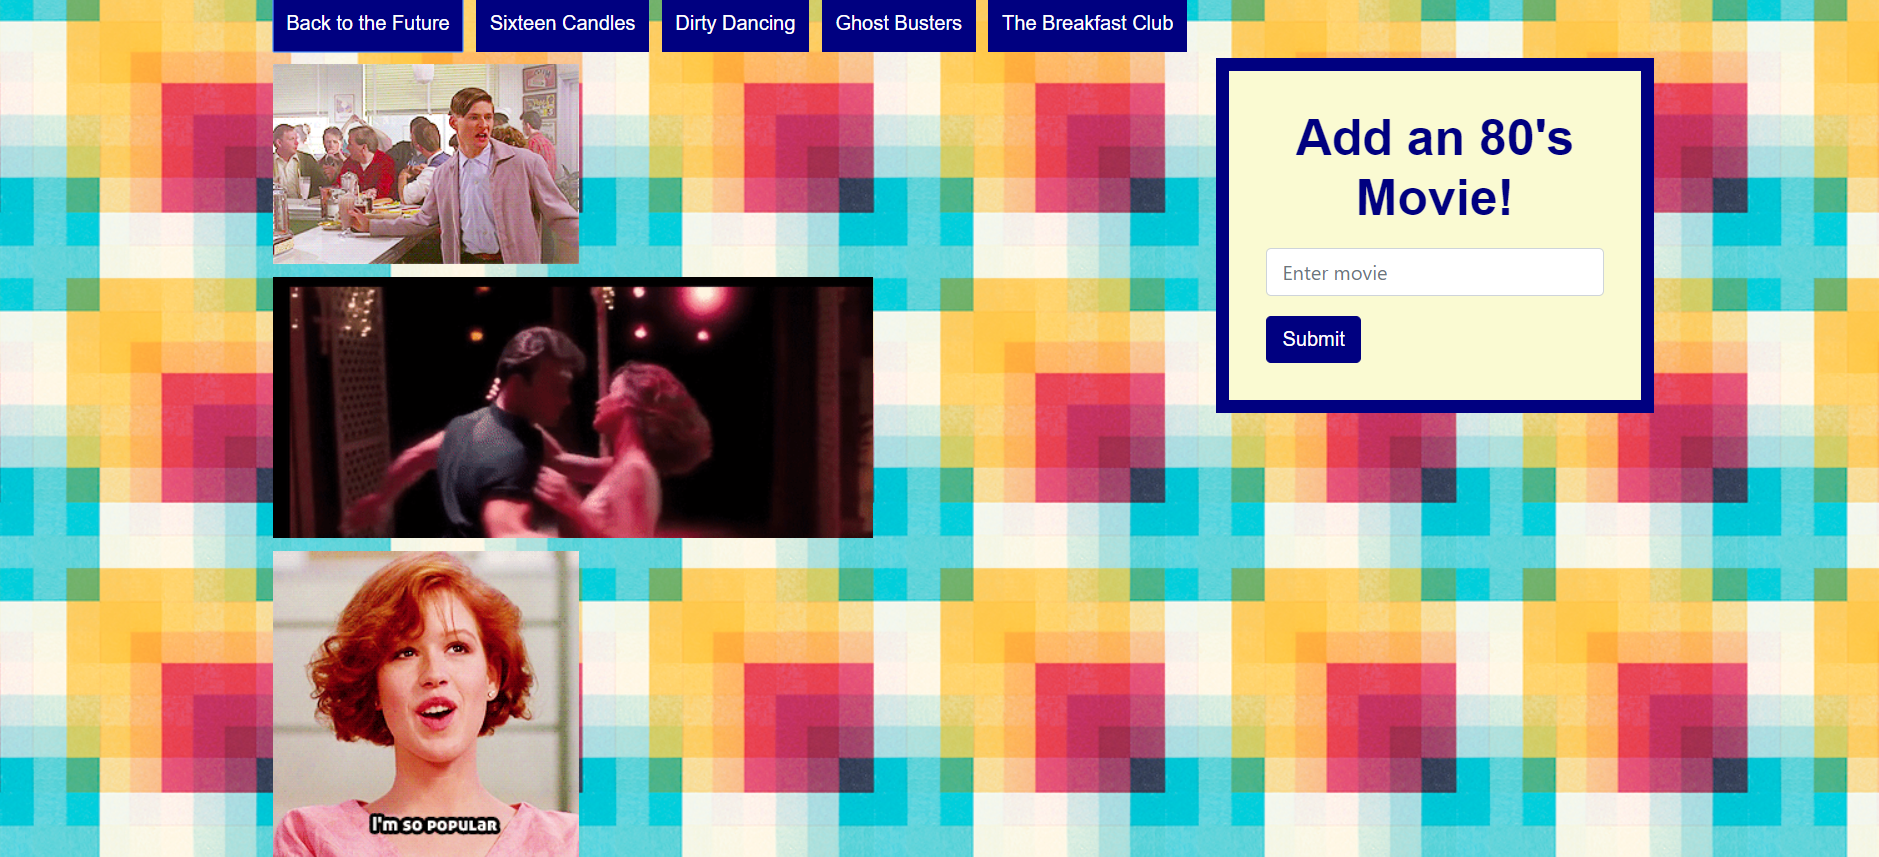 Back to the Future
Sixteen Candles
Dirty Dancing
Ghost Busters
The Breakfast Club
Add an 80's
Movie!
Enter movie
Submit
I'm so popular